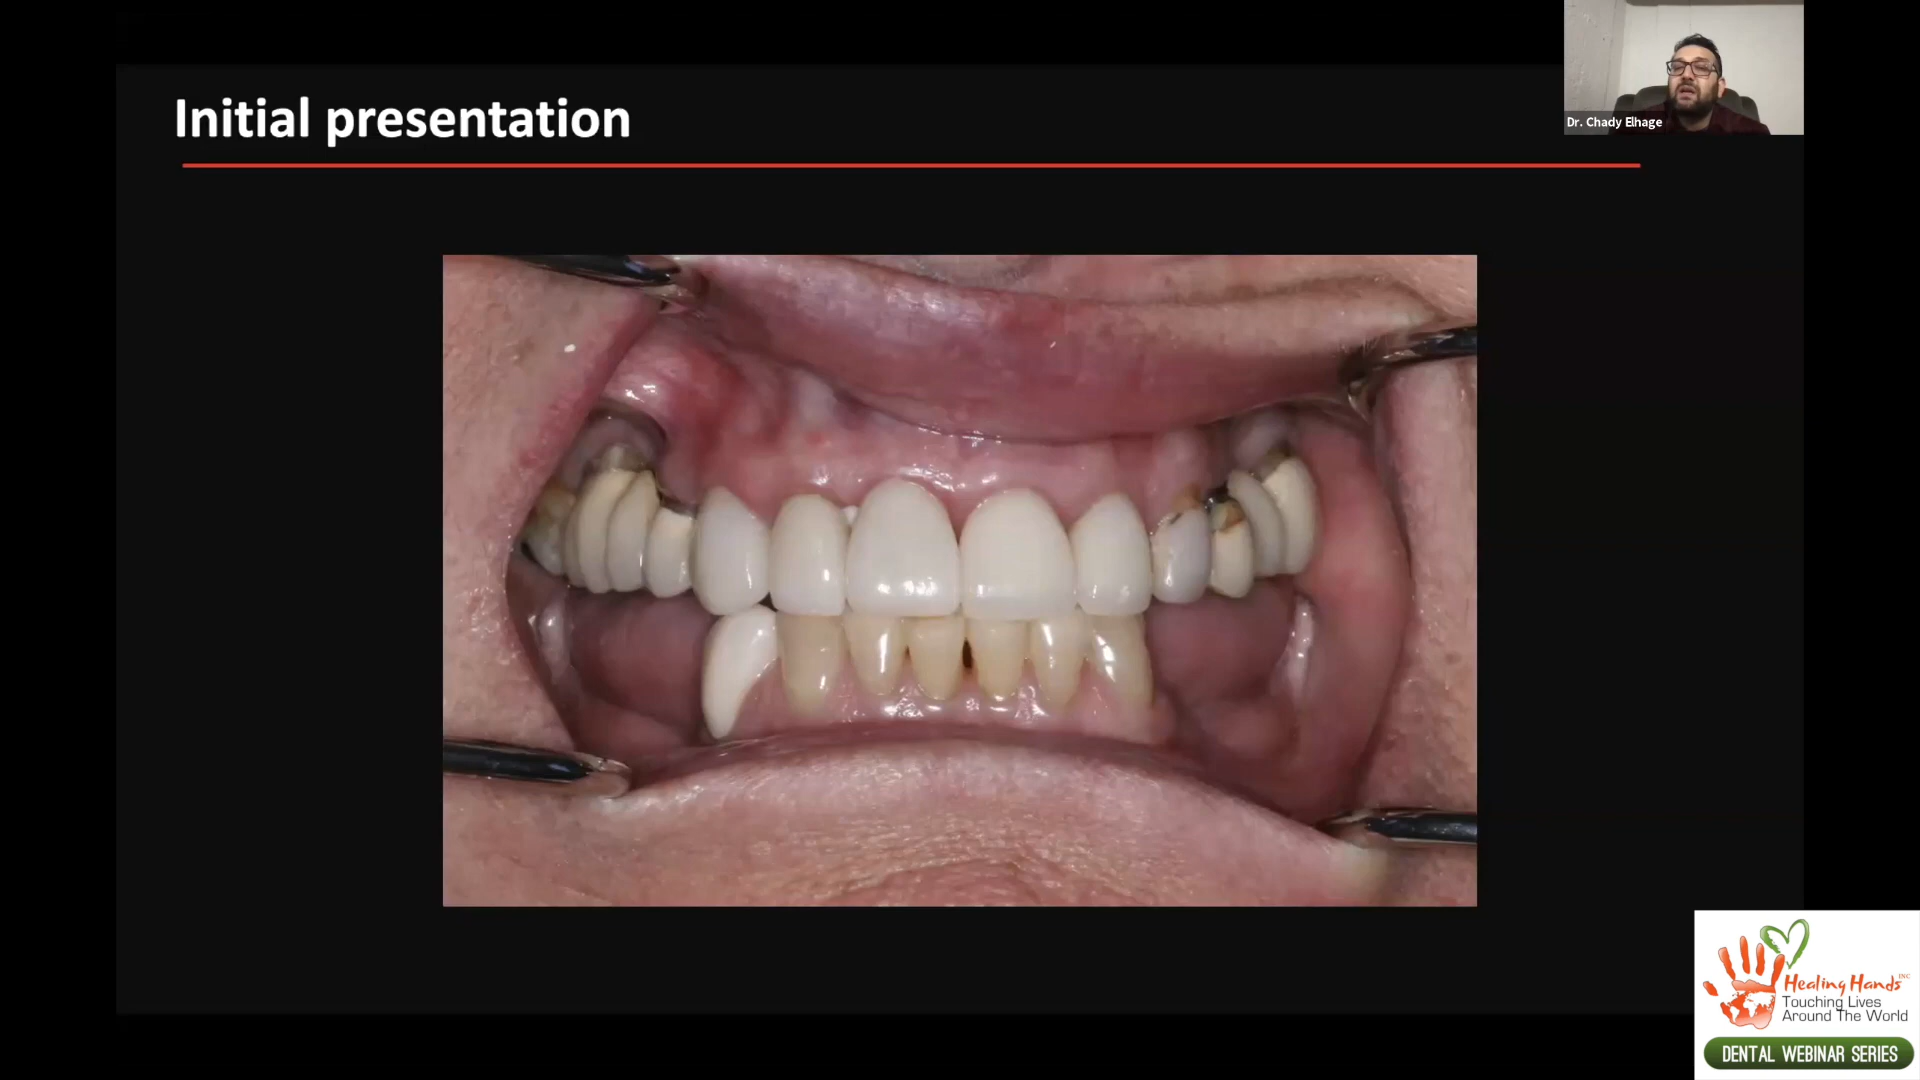 Initial presentation
Dr. Chady Elhage
Healing Hands INC
Touching Lives
Around The World
DENTAL WEBINAR SERIES